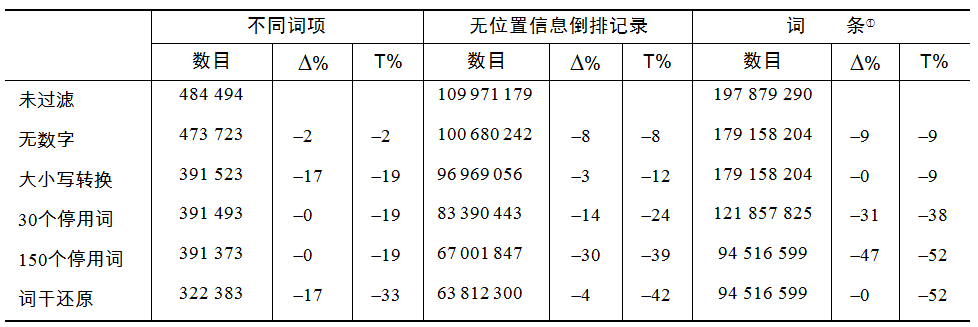 不同词项 无位置信息倒排记录 词 条①
数目 Δ% T% 数目 Δ% T% 数目 Δ% T%
未过滤 484 494 109 971 179 197 879 290
无数字 473 723 –2 –2 100 680 242 –8 –8 179 158 204 –9 –9
大小写转换 391 523 –17 –19 96 969 056 –3 –12 179 158 204 –0 –9
30个停用词 391 493 –0 –19 83 390 443 –14 –24 121 857 825 –31 –38
150个停用词 391 373 –0 –19 67 001 847 –30 –39 94 516 599 –47 –52
词干还原 322 383 –17 –33 63 812 300 –4 –42 94 516 599 –0 –52